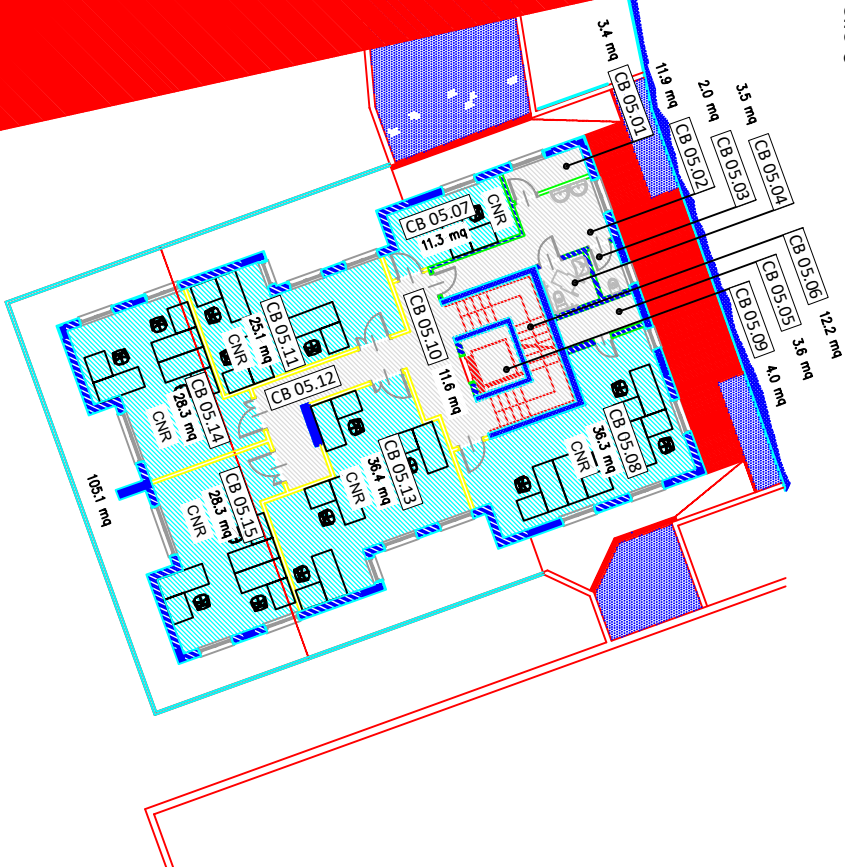 3.4 mq
CB 05.01
11.9 mq
CB 05.02
2.0 mq
CB 05.03
3.5 mq
CB 05.04
CB 05.07
11.3 mq
CNR
CB 05.06
12.2 mq
CB 05.05
3.6 mq
CB 05.09
4.0 mq
CB 05.10
11.6 mq
CB 05.11
25.1 mq
CNR
CB 05.12
CB 05.14
28.3 mq
CNR
CB 05.13
36.4 mq
CNR
CB 05.08
36.3 mq
CNR
CB 05.15
28.3 mq
CNR
105.1 mq